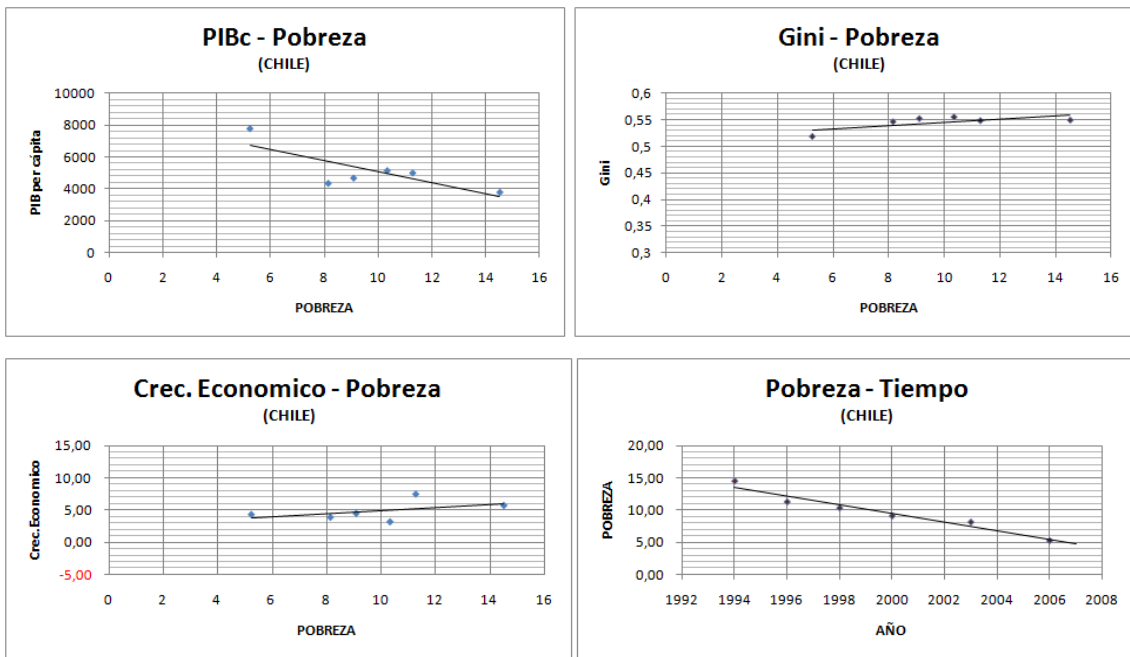 PIBc - Pobreza
(CHILE)
PIB per cápita
10000
8000
6000
4000
2000
0
0 2 4 6 8 10 12 14 16
POBREZA
Gini - Pobreza
(CHILE)
Gini
0,6
0,55
0,5
0,45
0,4
0,35
0,3
0 2 4 6 8 10 12 14 16
POBREZA
Crec. Economico - Pobreza
(CHILE)
Crec.Economico
15,00
10,00
5,00
0,00
-5,00
0 2 4 6 8 10 12 14 16
POBREZA
Pobreza - Tiempo
(CHILE)
POBREZA
20,00
15,00
10,00
5,00
0,00
1992 1994 1996 1998 2000 2002 2004 2006 2008
AÑO